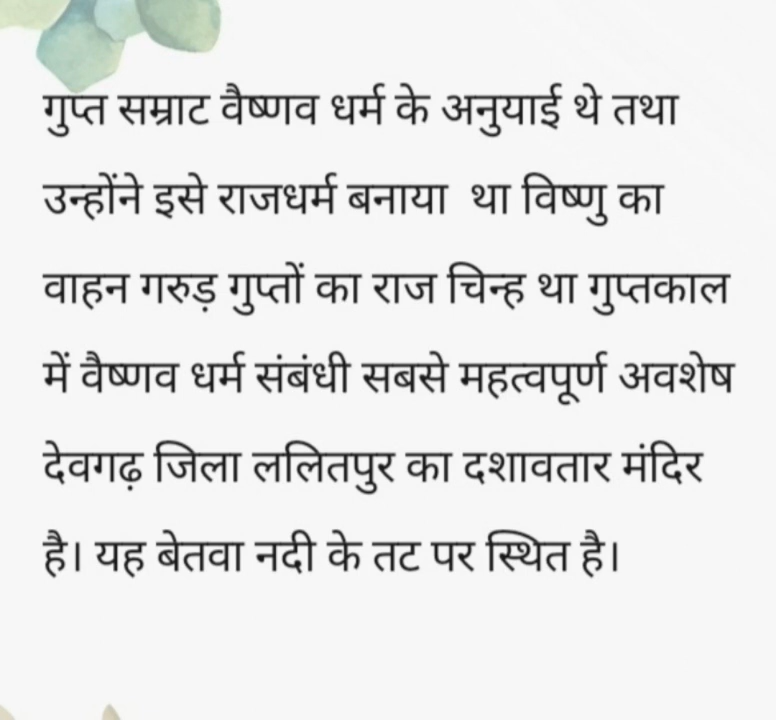 गुप्त सम्राट वैष्णव धर्म के अनुयाई थे तथा
उन्होंने इसे राजधर्म बनाया था विष्णु का
वाहन गरुड़ गुप्तों का राज चिन्ह था गुप्तकाल
में वैष्णव धर्म संबंधी सबसे महत्वपूर्ण अवशेष
देवगढ़ जिला ललितपुर का दशावतार मंदिर
है। यह बेतवा नदी के तट पर स्थित है।